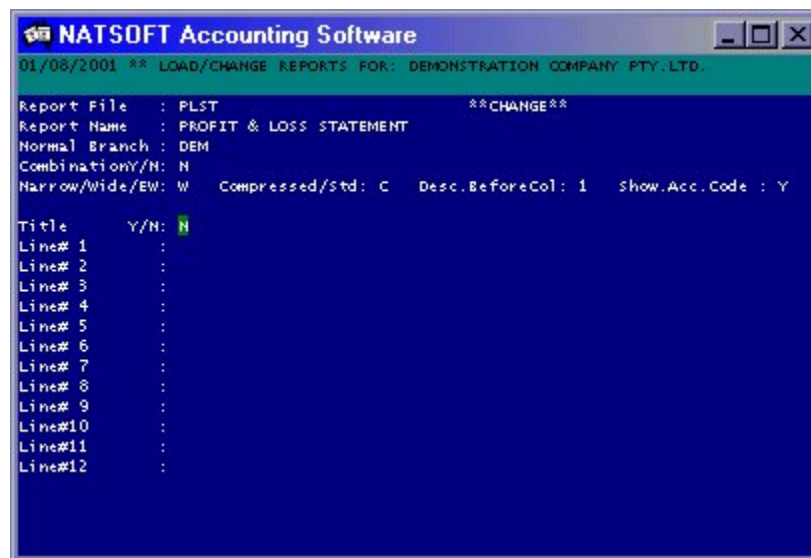 NATSOFT Accounting Software
01/08/2001 ** LOAD/CHANGE REPORTS FOR: DEMONSTRATION COMPANY PTY.LTD.
Report File : PLST **CHANGE**
Report Name : PROFIT & LOSS STATEMENT
Normal Branch : DEM
CombinationY/N: N
Narrow/Wide/EW: W Compressed/Std: C Desc.BeforeCol: 1 Show.Acc.Code : Y
Title Y/N: N
Line# 1 :
Line# 2 :
Line# 3 :
Line# 4 :
Line# 5 :
Line# 6 :
Line# 7 :
Line# 8 :
Line# 9 :
Line#10 :
Line#11 :
Line#12 :